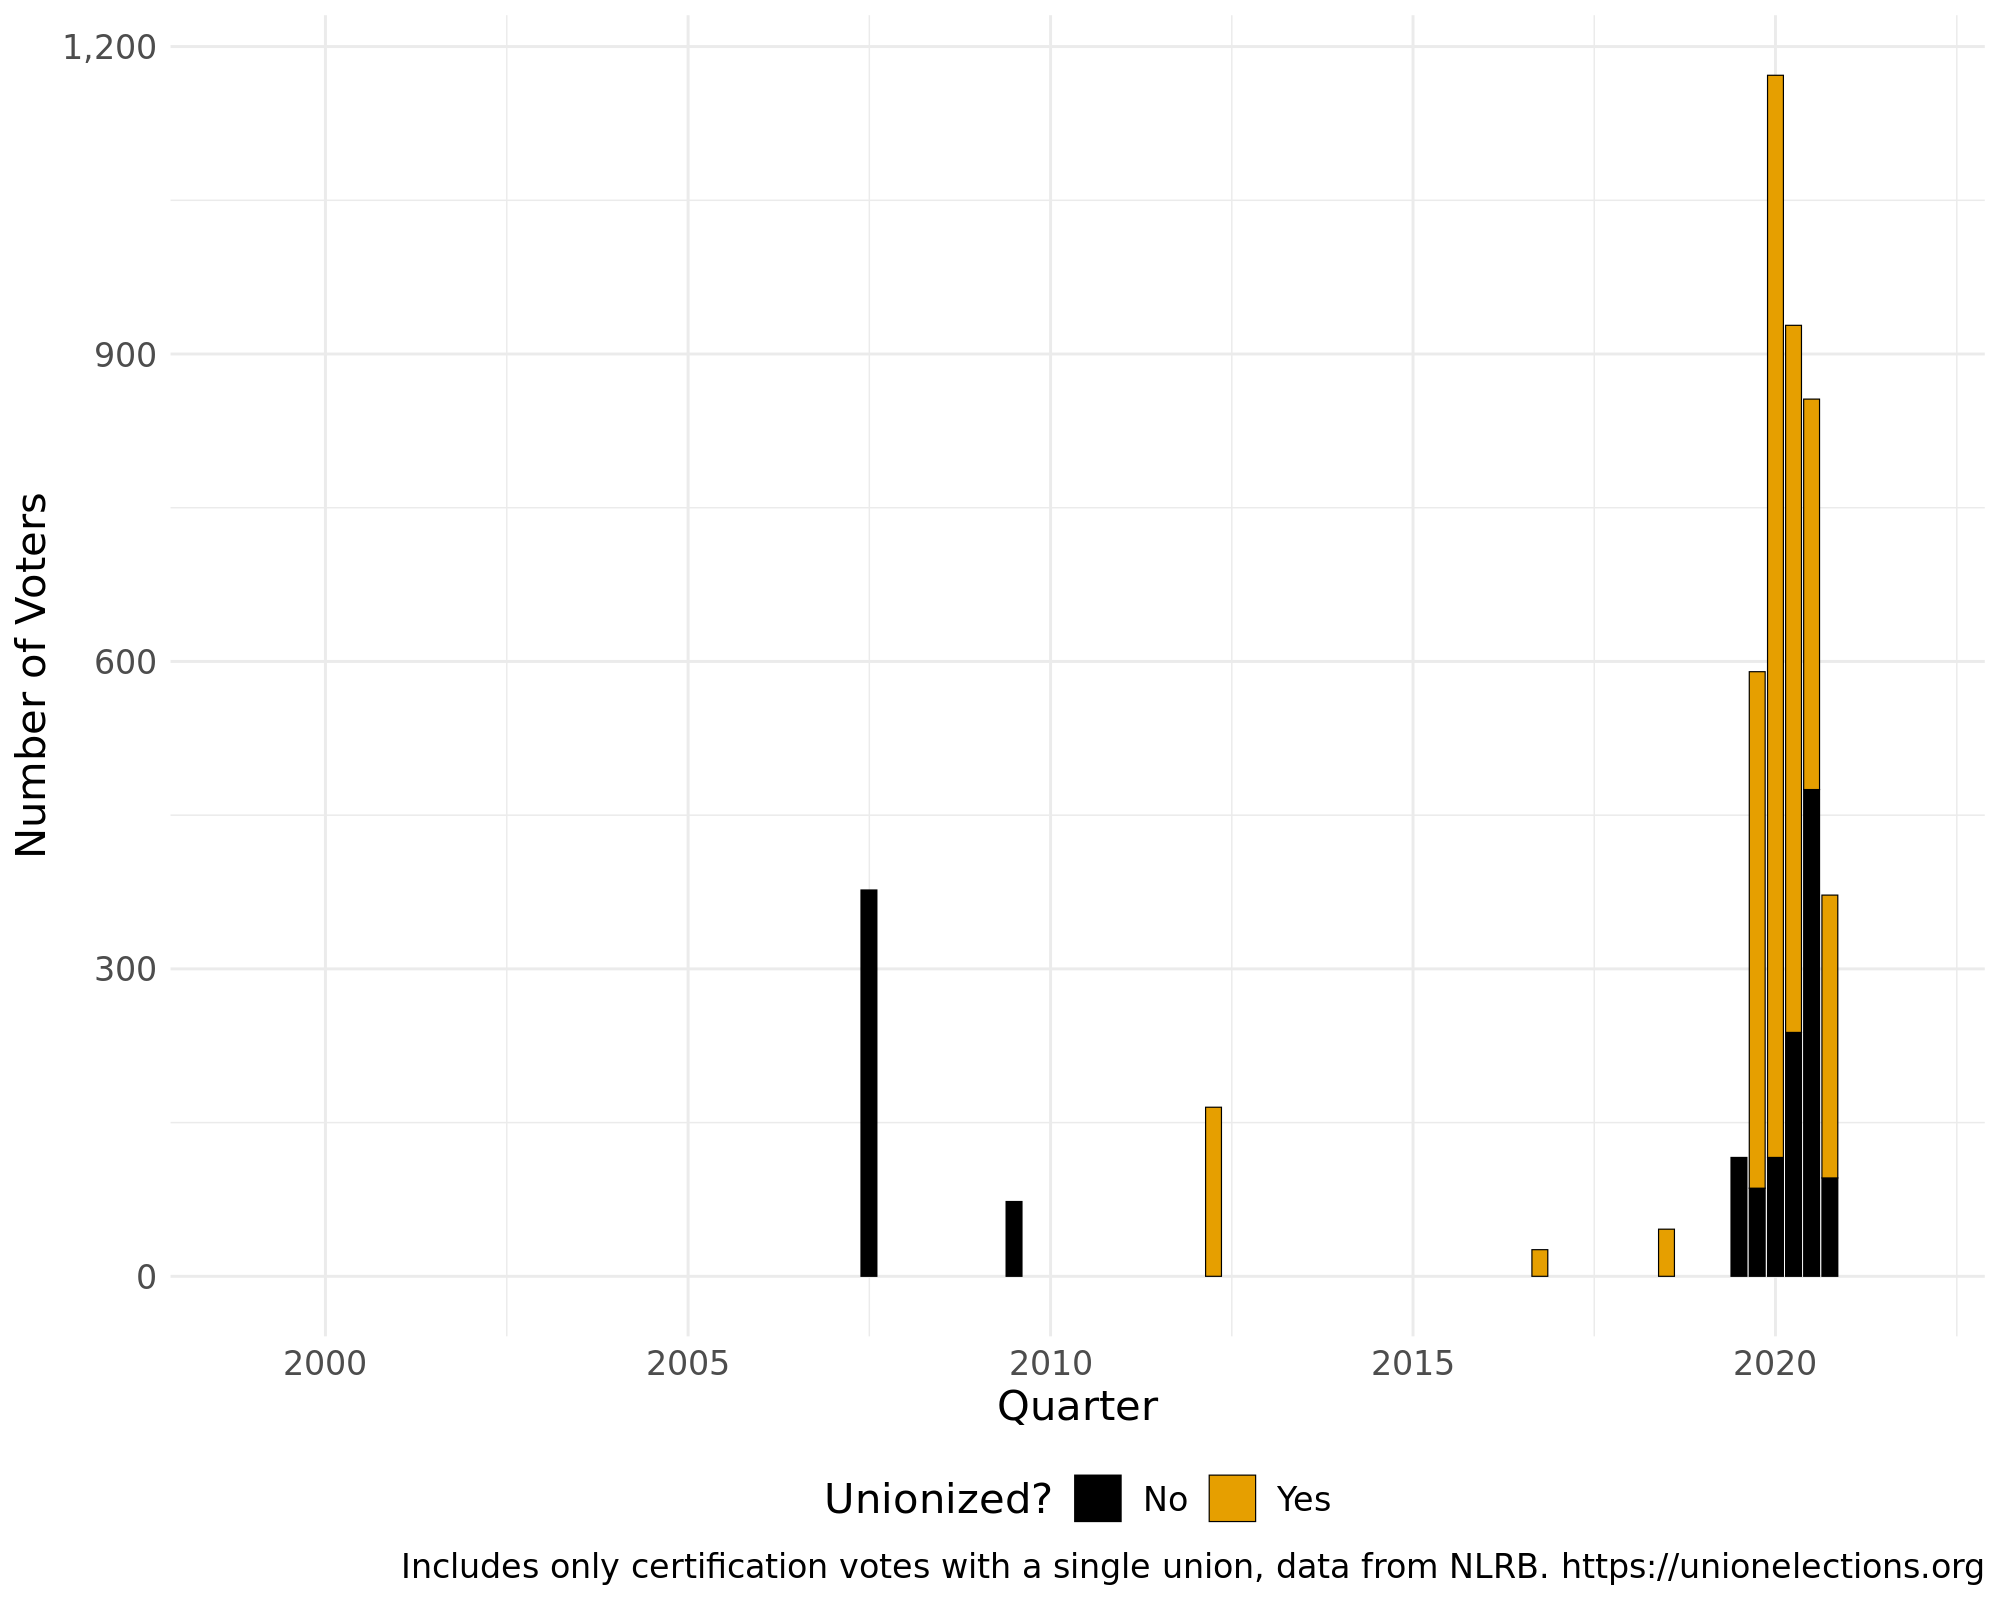 1,200
900
600
300
0
Number of Voters
2000 2005 2010 2015 2020
Quarter
Unionized? No Yes
Includes only certification votes with a single union, data from NLRB. https://unionelections.org